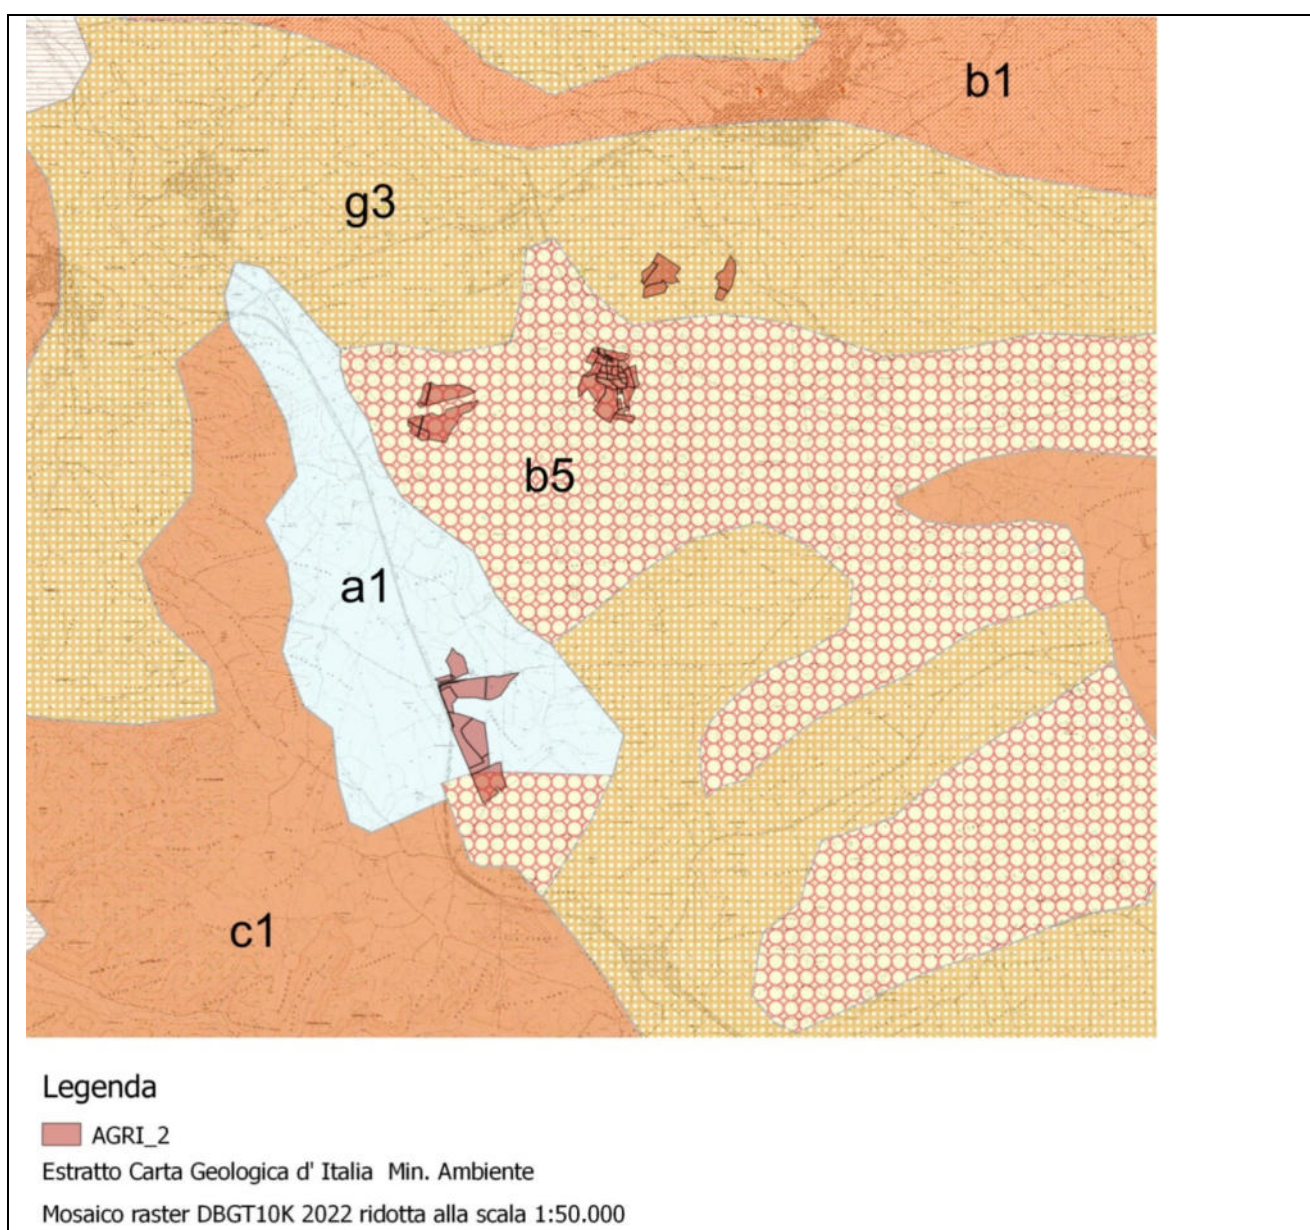 b1
g3
b5
a1
c1
Legenda
AGRI_2
Estratto Carta Geologica d' Italia Min. Ambiente
Mosaico raster DBGT10K 2022 ridotta alla scala 1:50.000